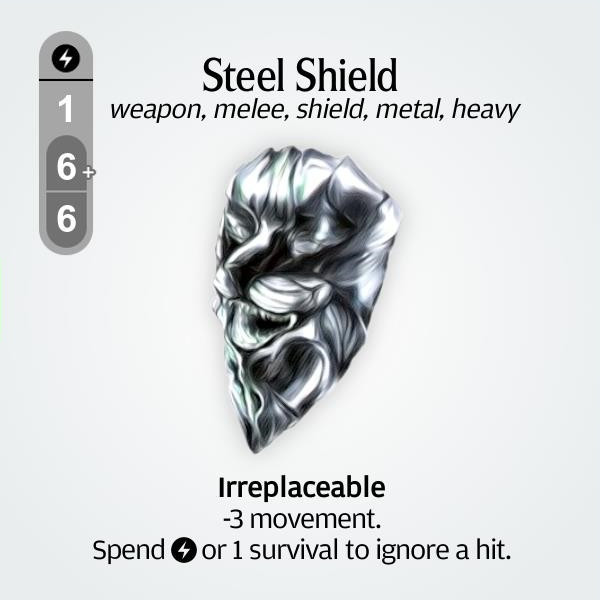 Steel Shield
weapon, melee, shield, metal, heavy
1
6+
6
Irreplaceable
-3 movement.
Spend or 1 survival to ignore a hit.